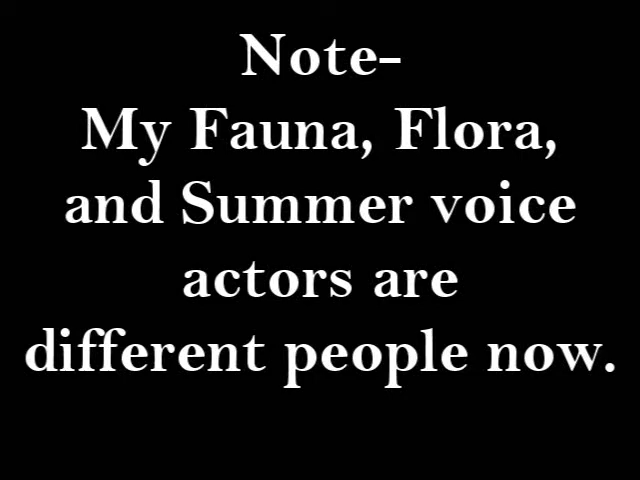 Note-
My Fauna, Flora,
and Summer voice
actors are
different people now.